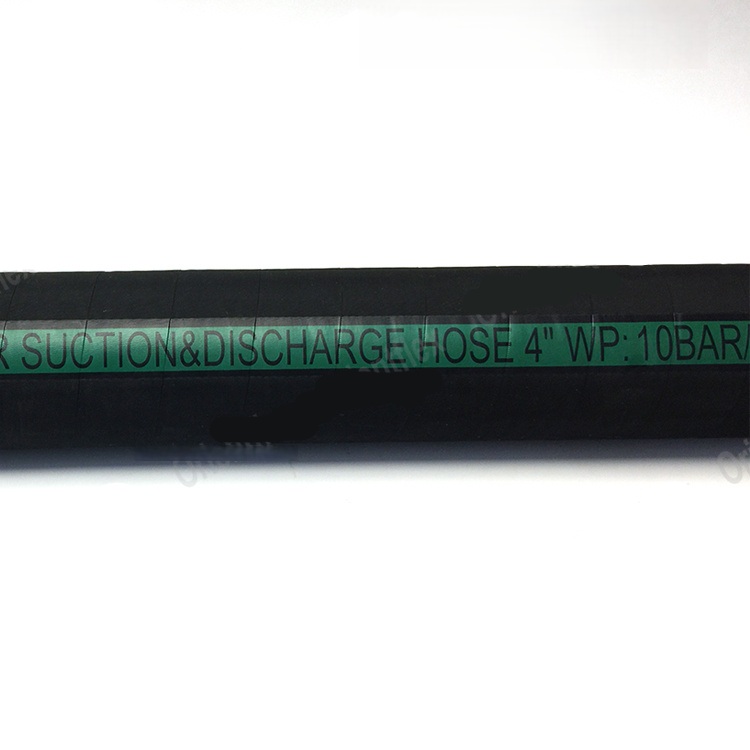 R SUCTION&DISCHARGE HOSE 4" WP: 10BAR/